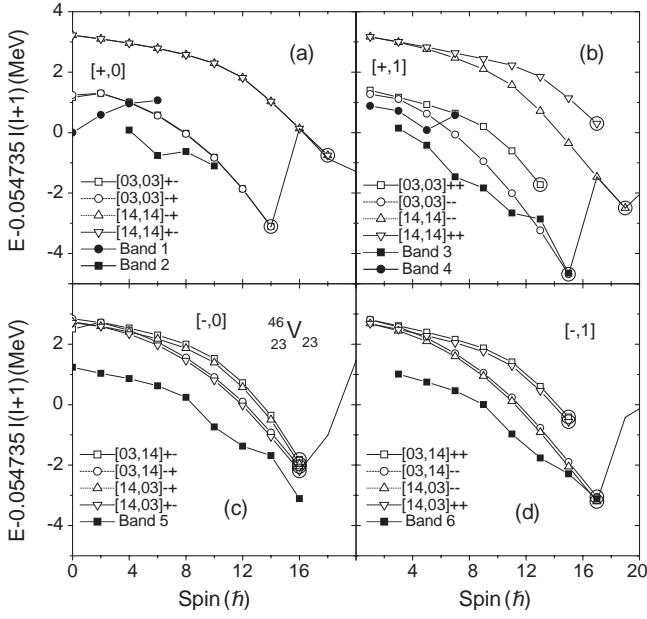 4
2
0
-2
-4
E-0.054735 I(I+1) (MeV)
(a)
[+,0]
[03,03]+-
[03,03]-+
[14,14]-+
[14,14]+-
Band 1
Band 2
(b)
[+,1]
[03,03]++
[03,03]--
[14,14]--
[14,14]++
Band 3
Band 4
2
0
-2
-4
E-0.054735 I(I+1) (MeV)
[-,0]
46
23 V 23
[03,14]+-
[03,14]-+
[14,03]-+
[14,03]+-
Band 5
(c)
[-,1]
[03,14]++
[03,14]--
[14,03]--
[14,03]++
Band 6
(d)
0 4 8 12 16
0 4 8 12 16 20
Spin (ħ)
Spin (ħ)